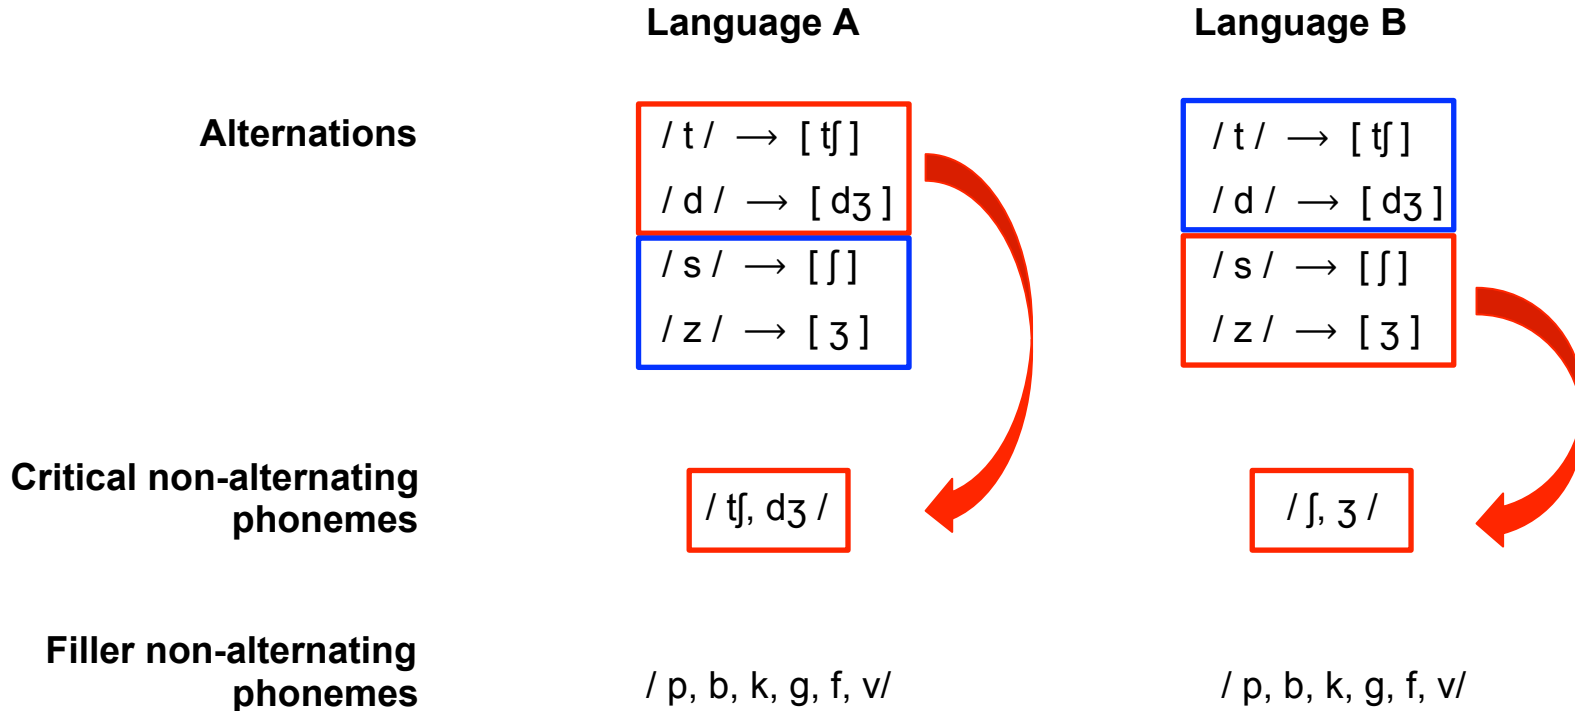 Language A Language B
Alternations / t / → [ tʃ ] / t / → [ tʃ ]
/ d / → [ dʒ ] / d / → [ dʒ ]
/ s / → [ ʃ ] / s / → [ ʃ ]
/ z / → [ ʒ ] / z / → [ ʒ ]
Critical non-alternating
phonemes / tʃ, dʒ / / ʃ, ʒ /
Filler non-alternating
phonemes / p, b, k, g, f, v/ / p, b, k, g, f, v/